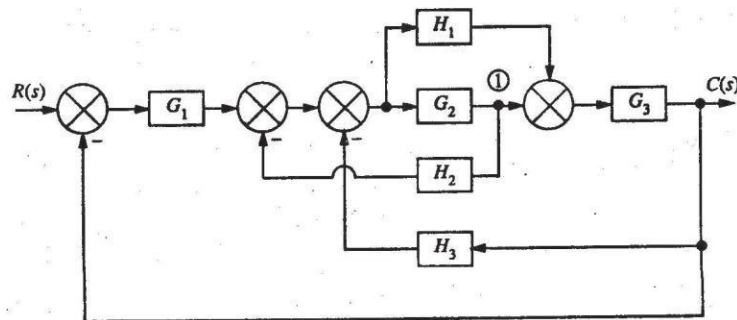 H₁
①
R(s)
G₁
G₂
G₃
C(s)
−
−
−
H₂
H₃